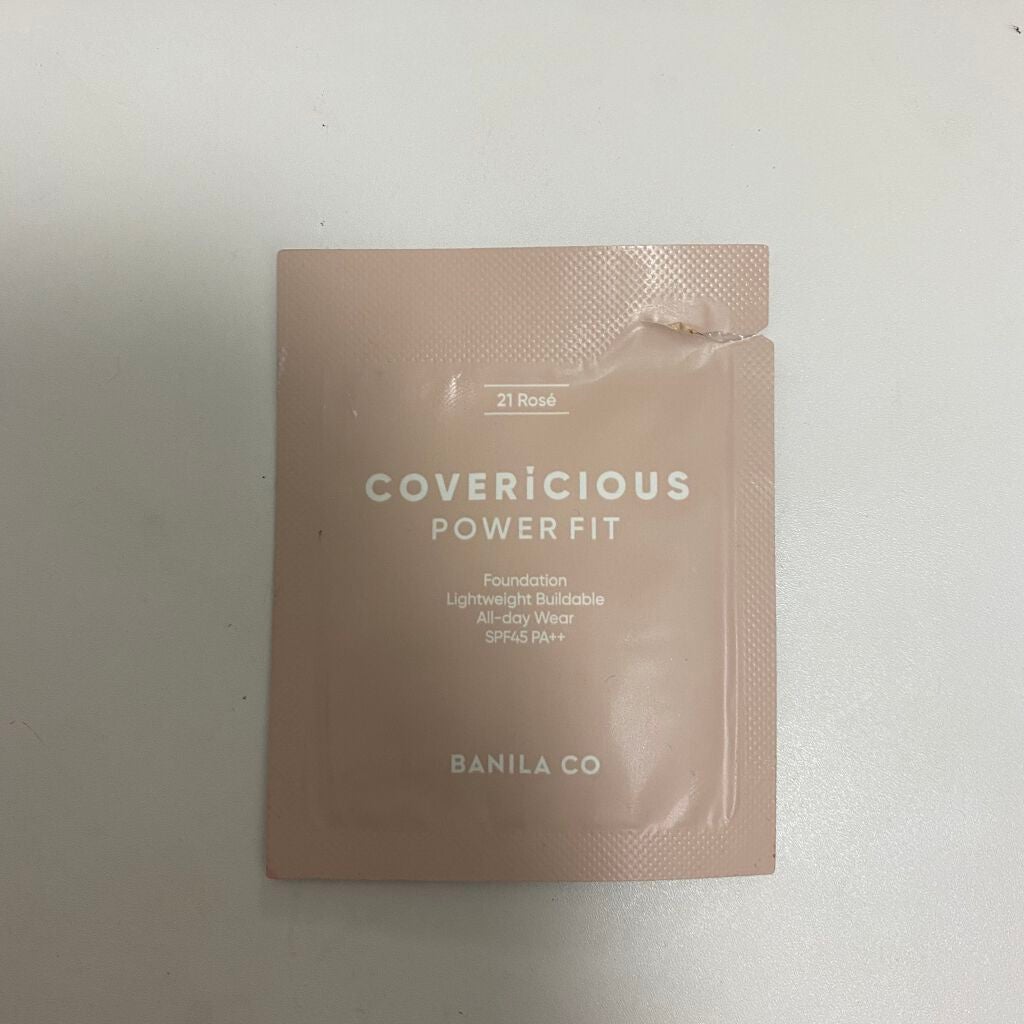 21 Rosé
COVERiCIOUS
POWER FIT
Foundation
Lightweight Buildable
All-day Wear
SPF45 PA++
BANILA CO